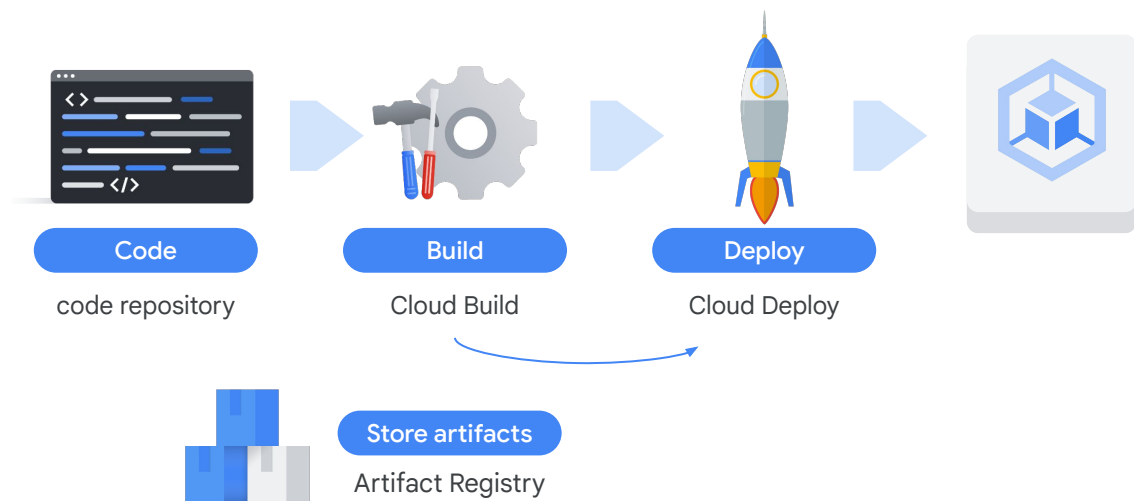 Code
Build
Deploy
code repository
Cloud Build
Cloud Deploy
Store artifacts
Artifact Registry